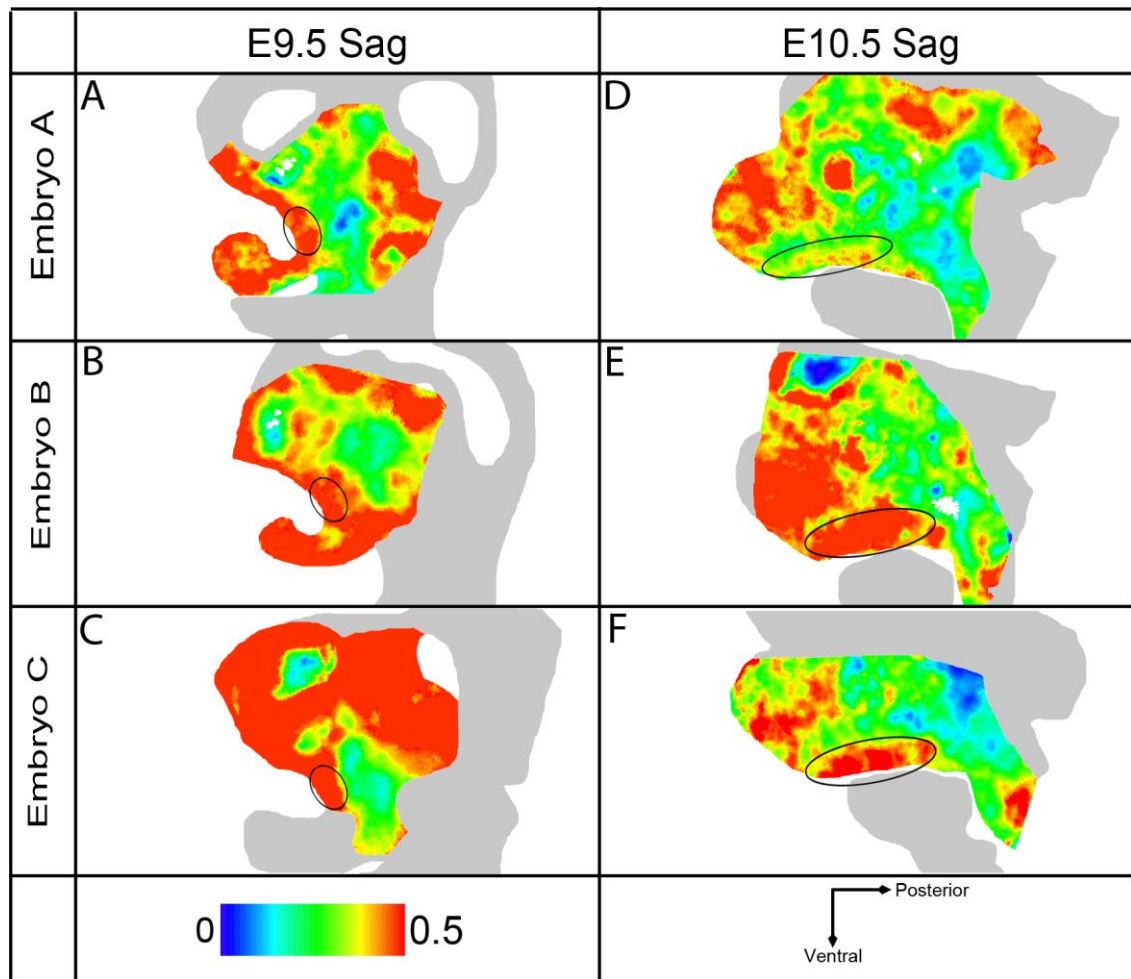 E9.5 Sag
E10.5 Sag
Embryo A
A
D
Embryo B
B
E
Embryo C
C
F
0
0.5
Posterior
Ventral